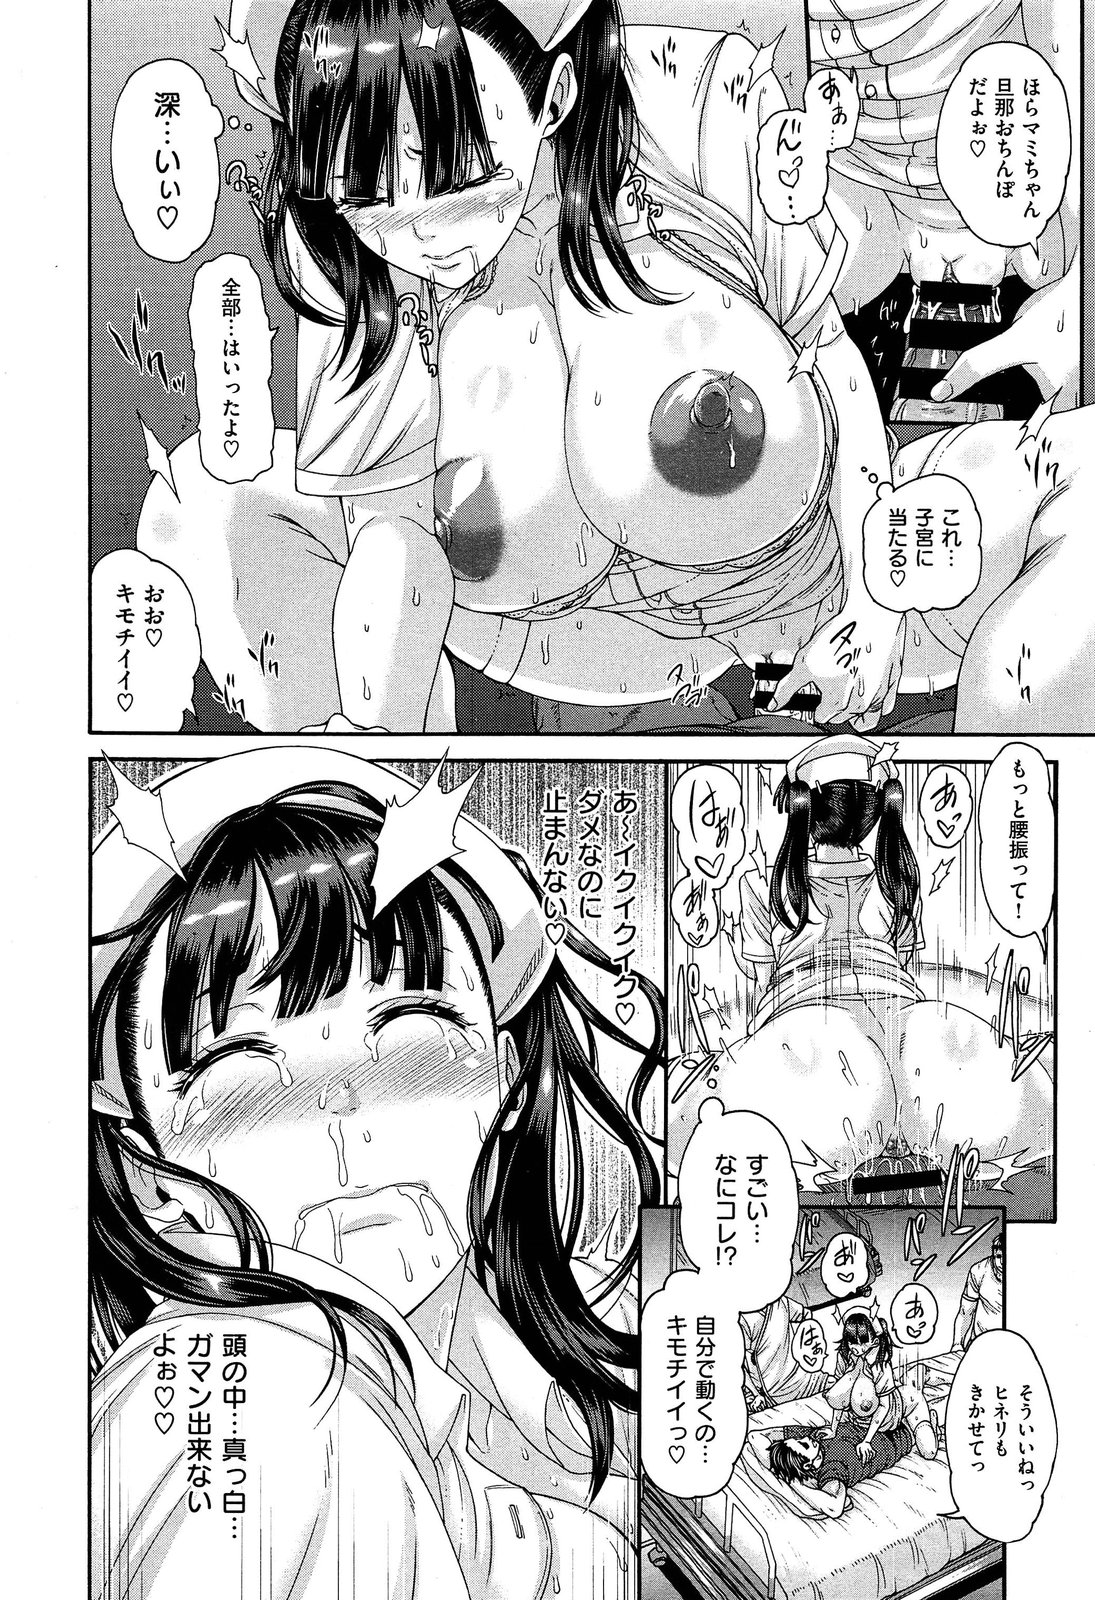 ほらマミちゃん
旦那おちんぽ
だよぉ♡
あぁ…
ん♡…
これ…
子宮に
当たる♡
深…いぃ♡
全部…はいったよ♡
おお♡
キモチイイ♡
ヌプ
ヌプ
もっと腰振って！
あっ♡
はぁ♡
あぁ♡
すごい…
なにコレ!?
自分で動くの…
キモチイイっ♡
あ♡
あっ♡
はぁ♡
そういいねっ
ヒネリも
きかせてっ
あ〜イクイクイク♡
ダメなのに
止まんない♡
頭の中…真っ白…
ガマン出来ない
よぉ♡♡